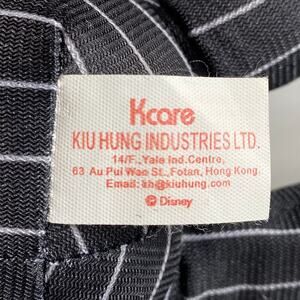 Kcare
KIU HUNG INDUSTRIES LTD.
14/F., Yale Ind. Centre,
63 Au Pui Wan St., Fotan, Hong Kong.
Email: kh@kiuhung.com
© Disney